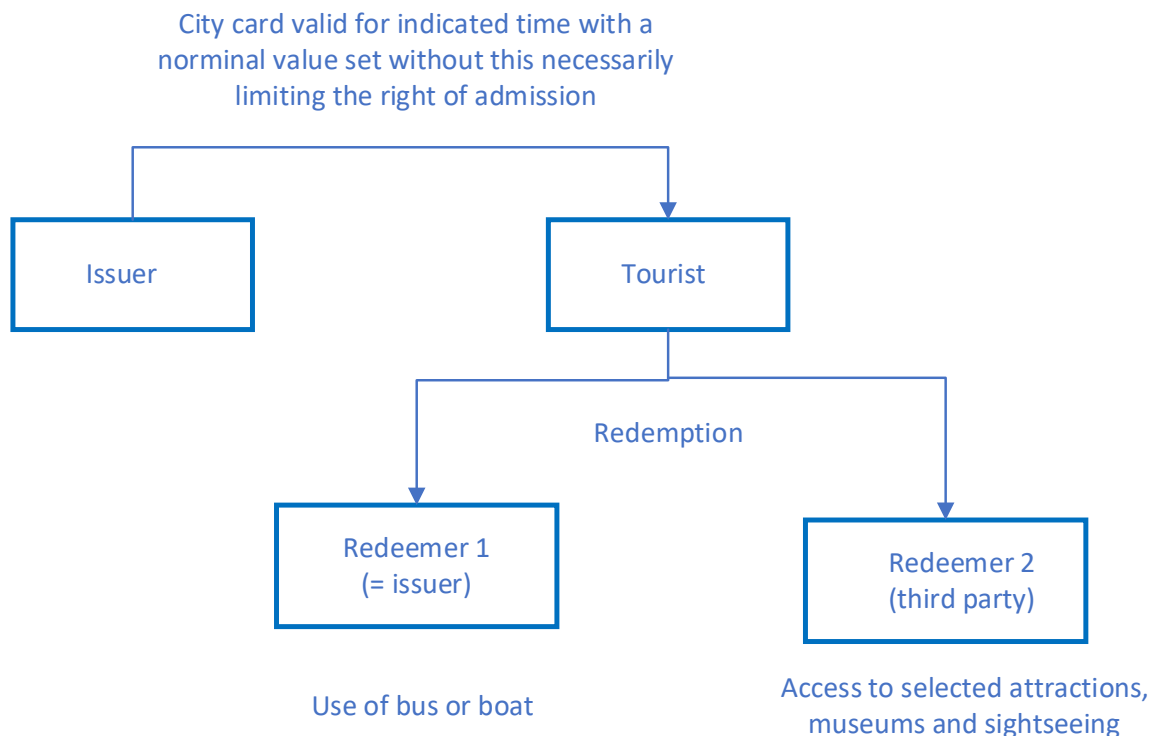 City card valid for indicated time with a
norminal value set without this necessarily
limiting the right of admission
Issuer
Tourist
Redemption
Redeemer 1
(= issuer)
Redeemer 2
(third party)
Use of bus or boat
Access to selected attractions,
museums and sightseeing